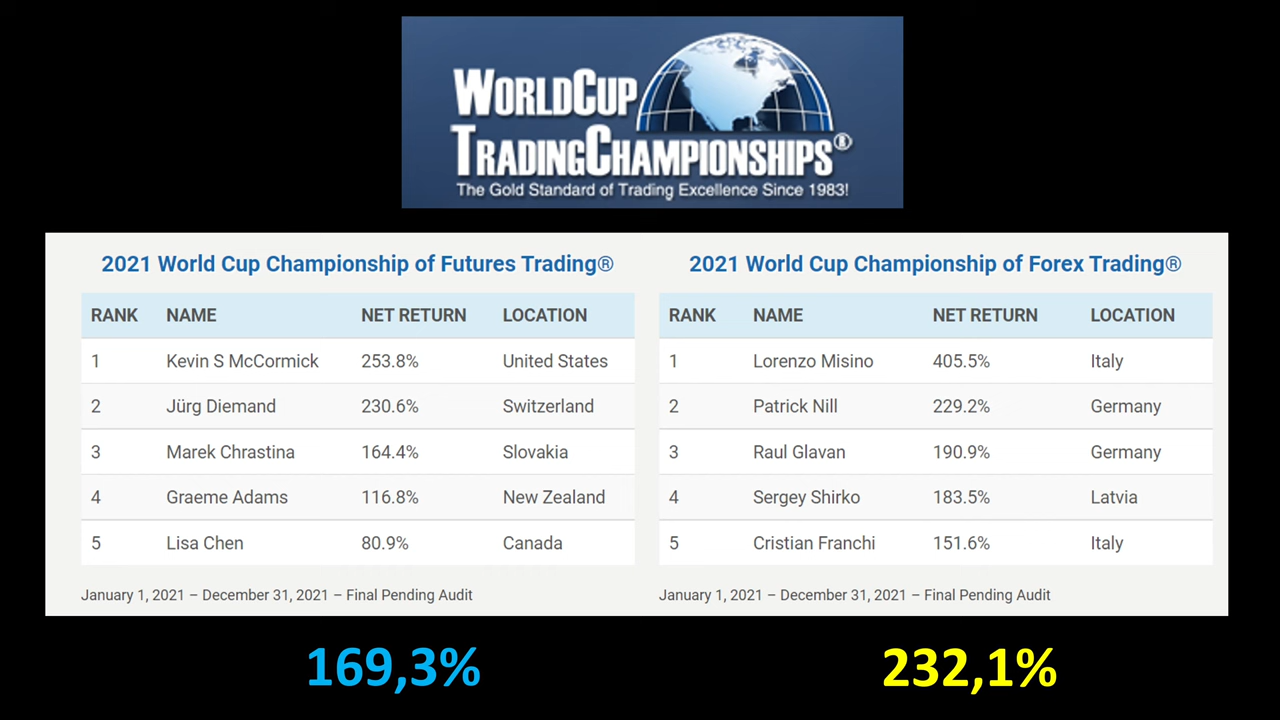 WORLDCUP
TRADINGCHAMPIONSHIPS®
The Gold Standard of Trading Excellence Since 1983!
2021 World Cup Championship of Futures Trading®
RANK NAME NET RETURN LOCATION
1 Kevin S McCormick 253.8% United States
2 Jürg Diemand 230.6% Switzerland
3 Marek Chrastina 164.4% Slovakia
4 Graeme Adams 116.8% New Zealand
5 Lisa Chen 80.9% Canada
January 1, 2021 – December 31, 2021 – Final Pending Audit
2021 World Cup Championship of Forex Trading®
RANK NAME NET RETURN LOCATION
1 Lorenzo Misino 405.5% Italy
2 Patrick Nill 229.2% Germany
3 Raul Glavan 190.9% Germany
4 Sergey Shirko 183.5% Latvia
5 Cristian Franchi 151.6% Italy
January 1, 2021 – December 31, 2021 – Final Pending Audit
169,3%
232,1%